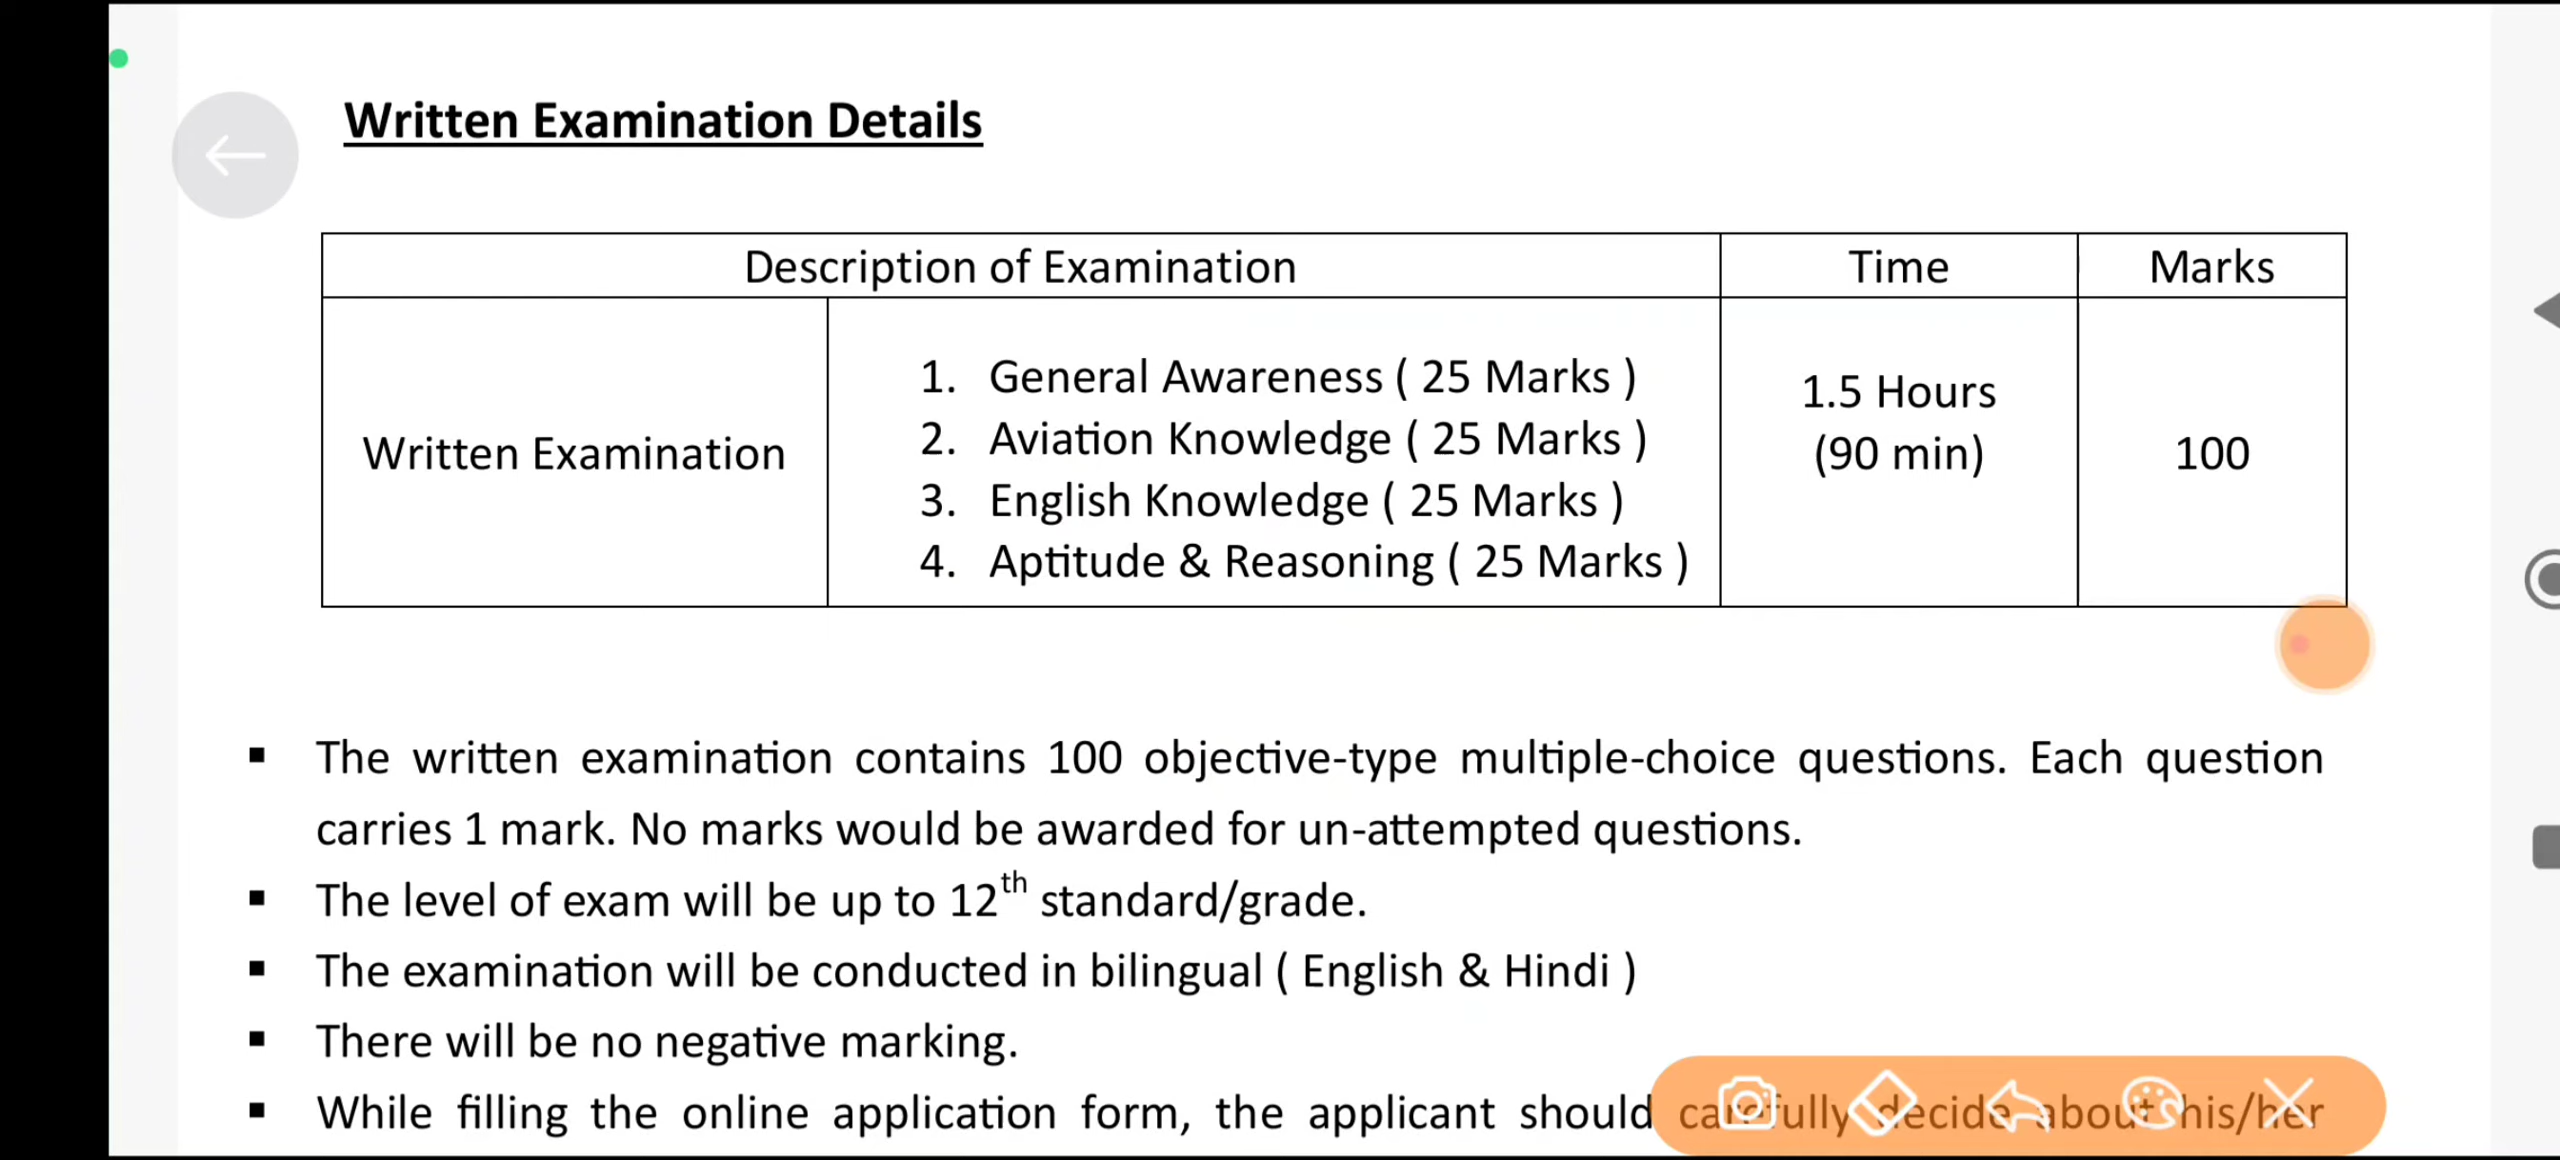 Written Examination Details
Description of Examination Time Marks
Written Examination
1. General Awareness ( 25 Marks )
2. Aviation Knowledge ( 25 Marks )
3. English Knowledge ( 25 Marks )
4. Aptitude & Reasoning ( 25 Marks )
1.5 Hours
(90 min)
100
▪ The written examination contains 100 objective-type multiple-choice questions. Each question
carries 1 mark. No marks would be awarded for un-attempted questions.
▪ The level of exam will be up to 12th standard/grade.
▪ The examination will be conducted in bilingual ( English & Hindi )
▪ There will be no negative marking.
▪ While filling the online application form, the applicant should carefully decide about his/her